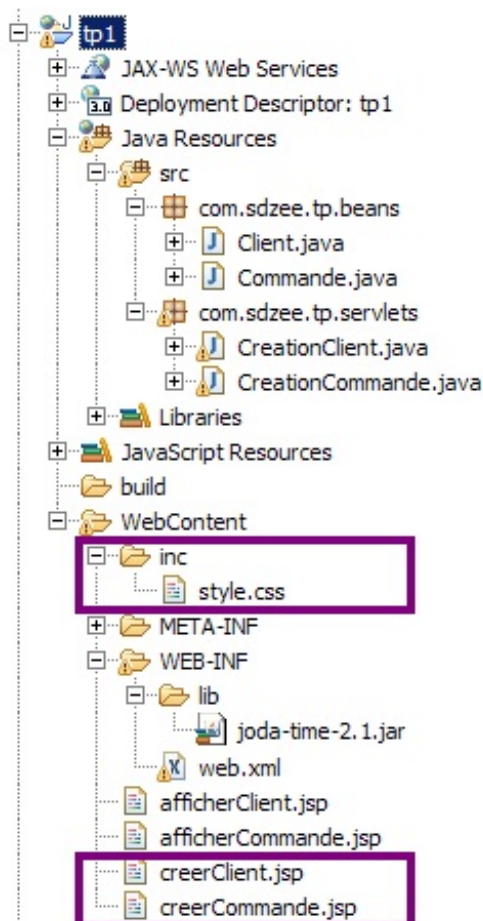 tp1
JAX-WS Web Services
3.0 Deployment Descriptor: tp1
Java Resources
src
com.sdzee.tp.beans
J Client.java
J Commande.java
com.sdzee.tp.servlets
J CreationClient.java
J CreationCommande.java
Libraries
JavaScript Resources
build
WebContent
inc
style.css
META-INF
WEB-INF
lib
joda-time-2.1.jar
X web.xml
afficherClient.jsp
afficherCommande.jsp
creerClient.jsp
creerCommande.jsp